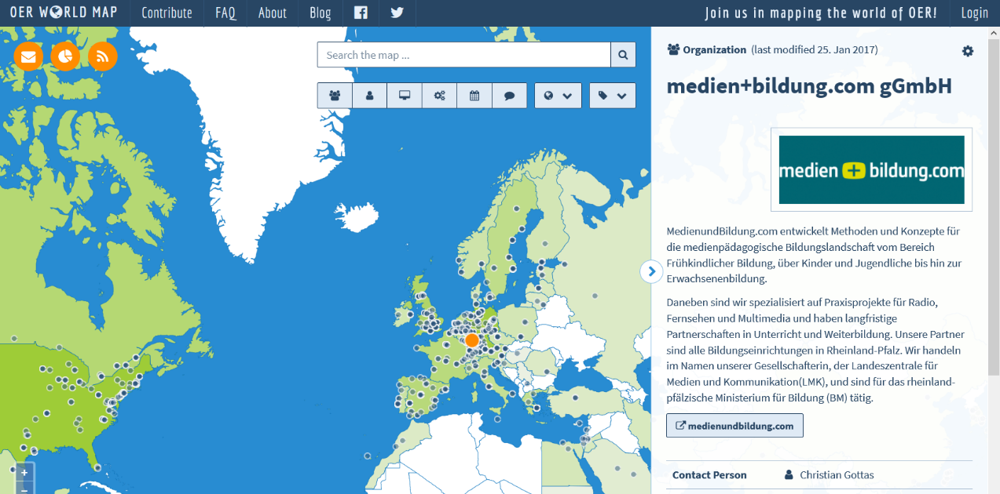 OER WORLD MAP Contribute FAQ About Blog Join us in mapping the world of OER! Login
Search the map ...
Organization (last modified 25. Jan 2017)
medien+bildung.com gGmbH
medien + bildung.com
MedienundBildung.com entwickelt Methoden und Konzepte für
die medienpädagogische Bildungslandschaft vom Bereich
Frühkindlicher Bildung, über Kinder und Jugendliche bis hin zur
Erwachsenenbildung.
Daneben sind wir spezialisiert auf Praxisprojekte für Radio,
Fernsehen und Multimedia und haben langfristige
Partnerschaften in Unterricht und Weiterbildung. Unsere Partner
sind alle Bildungseinrichtungen in Rheinland-Pfalz. Wir handeln
im Namen unserer Gesellschafterin, der Landeszentrale für
Medien und Kommunikation(LMK), und sind für das rheinland-
pfälzische Ministerium für Bildung (BM) tätig.
medienundbildung.com
Contact Person Christian Gottas
+
−